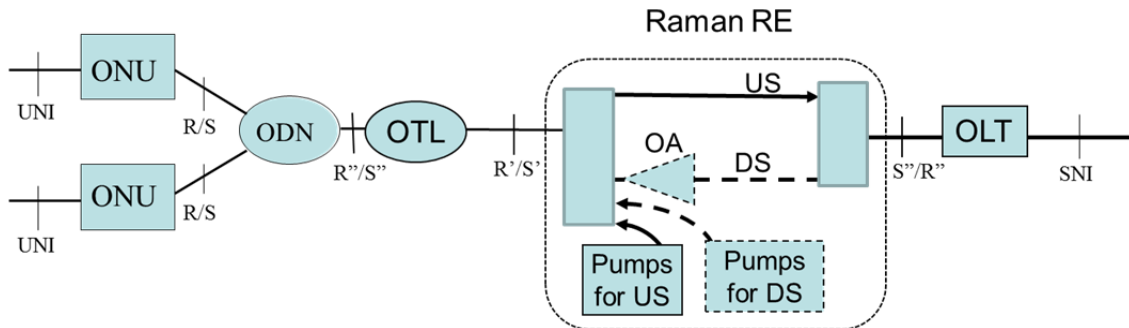 Raman RE
US
ONU
UNI
R/S
ODN
OTL
R”/S”
R’/S’
OA
DS
OLT
S”/R”
SNI
ONU
R/S
UNI
Pumps
for US
Pumps
for DS